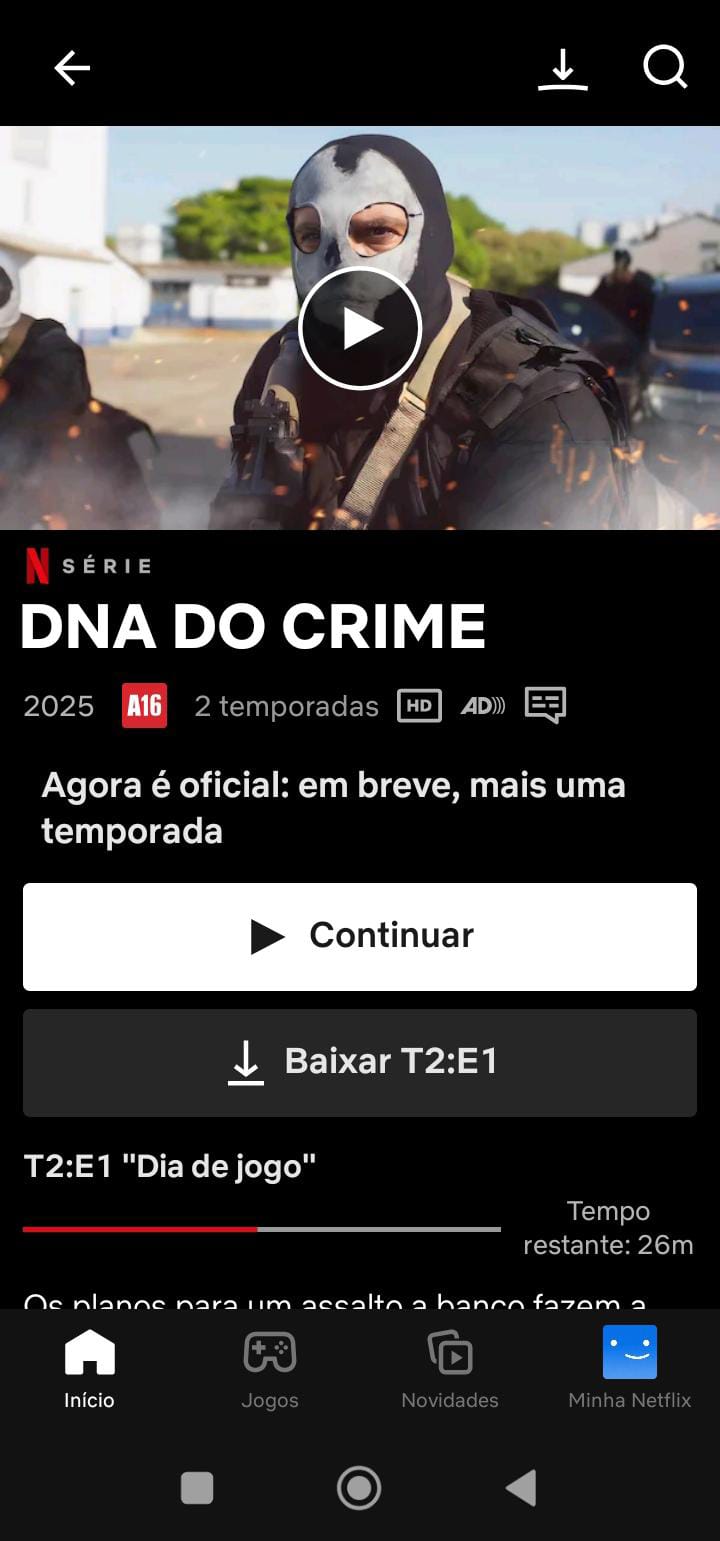 N SÉRIE
DNA DO CRIME
2025 A16 2 temporadas HD AD
Agora é oficial: em breve, mais uma
temporada
Continuar
Baixar T2:E1
T2:E1 "Dia de jogo"
Tempo
restante: 26m
Os planos para um assalto a banco fazem a
Início Jogos Novidades Minha Netflix